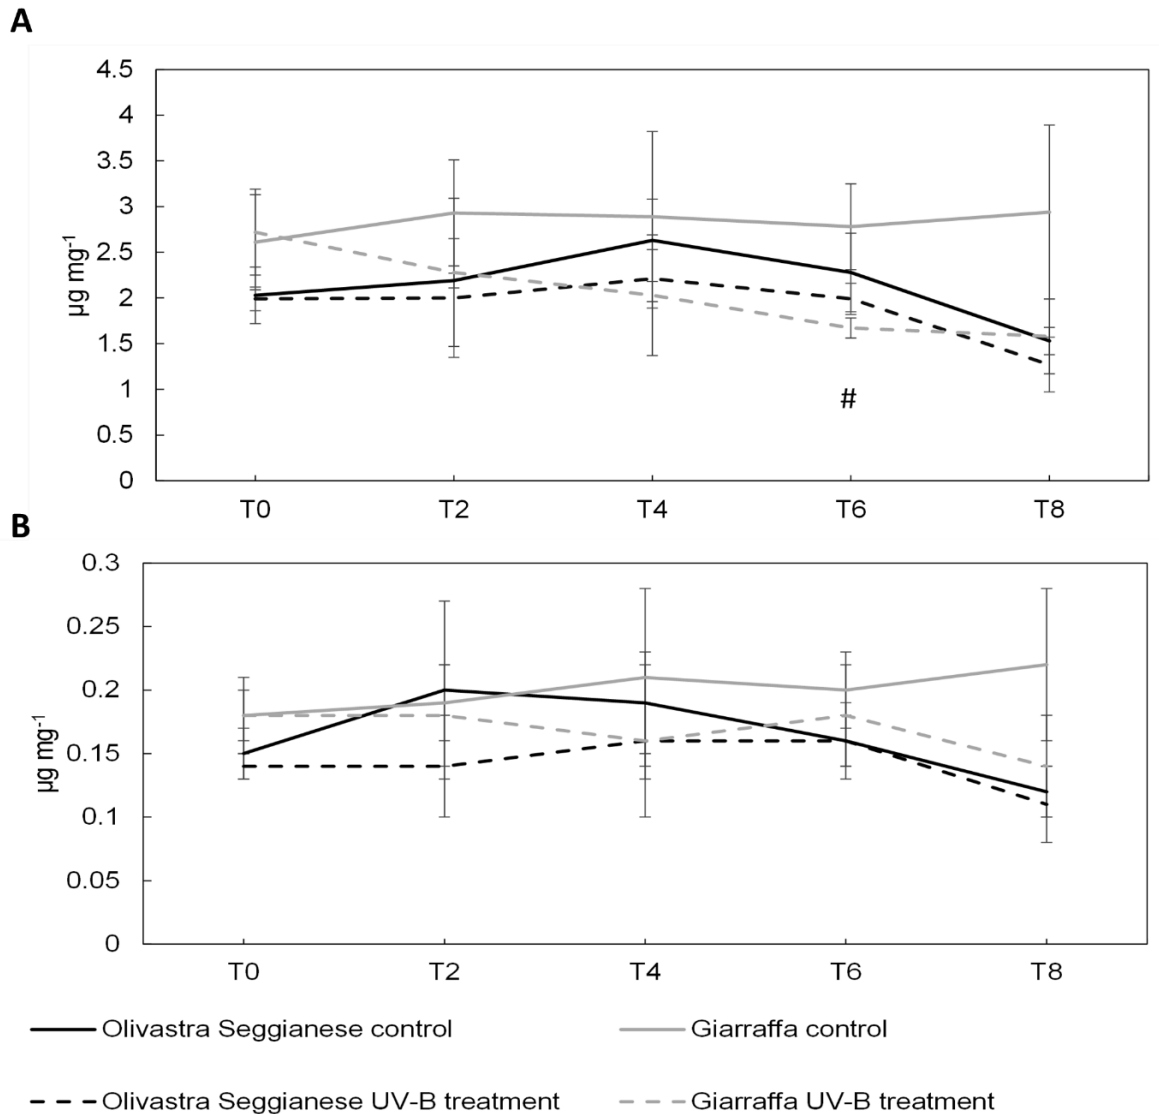 A
4.5
4
3.5
3
2.5
2
1.5
1
0.5
0
µg mg⁻¹
#
T0 T2 T4 T6 T8
B
0.3
0.25
0.2
0.15
0.1
0.05
0
µg mg⁻¹
T0 T2 T4 T6 T8
Olivastra Seggianese control Giarraffa control
Olivastra Seggianese UV-B treatment Giarraffa UV-B treatment